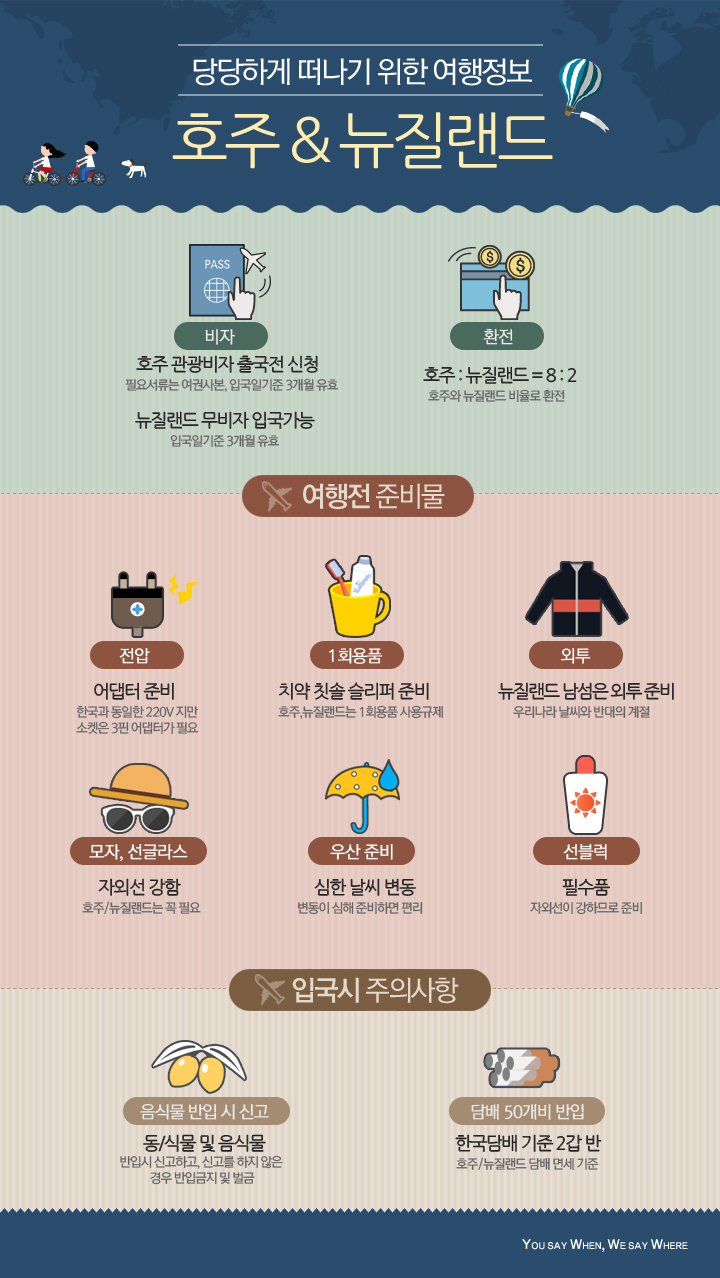 당당하게 떠나기 위한 여행정보
호주 & 뉴질랜드
PASS
비자
호주 관광비자 출국전 신청
필요서류는 여권사본, 입국일기준 3개월 유효
뉴질랜드 무비자 입국가능
입국일기준 3개월 유효
$ $
환전
호주 : 뉴질랜드 = 8 : 2
호주와 뉴질랜드 비율로 환전
여행전 준비물
전압
어댑터 준비
한국과 동일한 220V 지만
소켓은 3핀 어댑터가 필요
1회용품
치약 칫솔 슬리퍼 준비
호주,뉴질랜드는 1회용품 사용규제
외투
뉴질랜드 남섬은 외투 준비
우리나라 날씨와 반대의 계절
모자, 선글라스
자외선 강함
호주/뉴질랜드는 꼭 필요
우산 준비
심한 날씨 변동
변동이 심해 준비하면 편리
선블럭
필수품
자외선이 강하므로 준비
입국시 주의사항
음식물 반입 시 신고
동/식물 및 음식물
반입시 신고하고, 신고를 하지 않은
경우 반입금지 및 벌금
담배 50개비 반입
한국담배 기준 2갑 반
호주/뉴질랜드 담배 면세 기준
YOU SAY WHEN, WE SAY WHERE